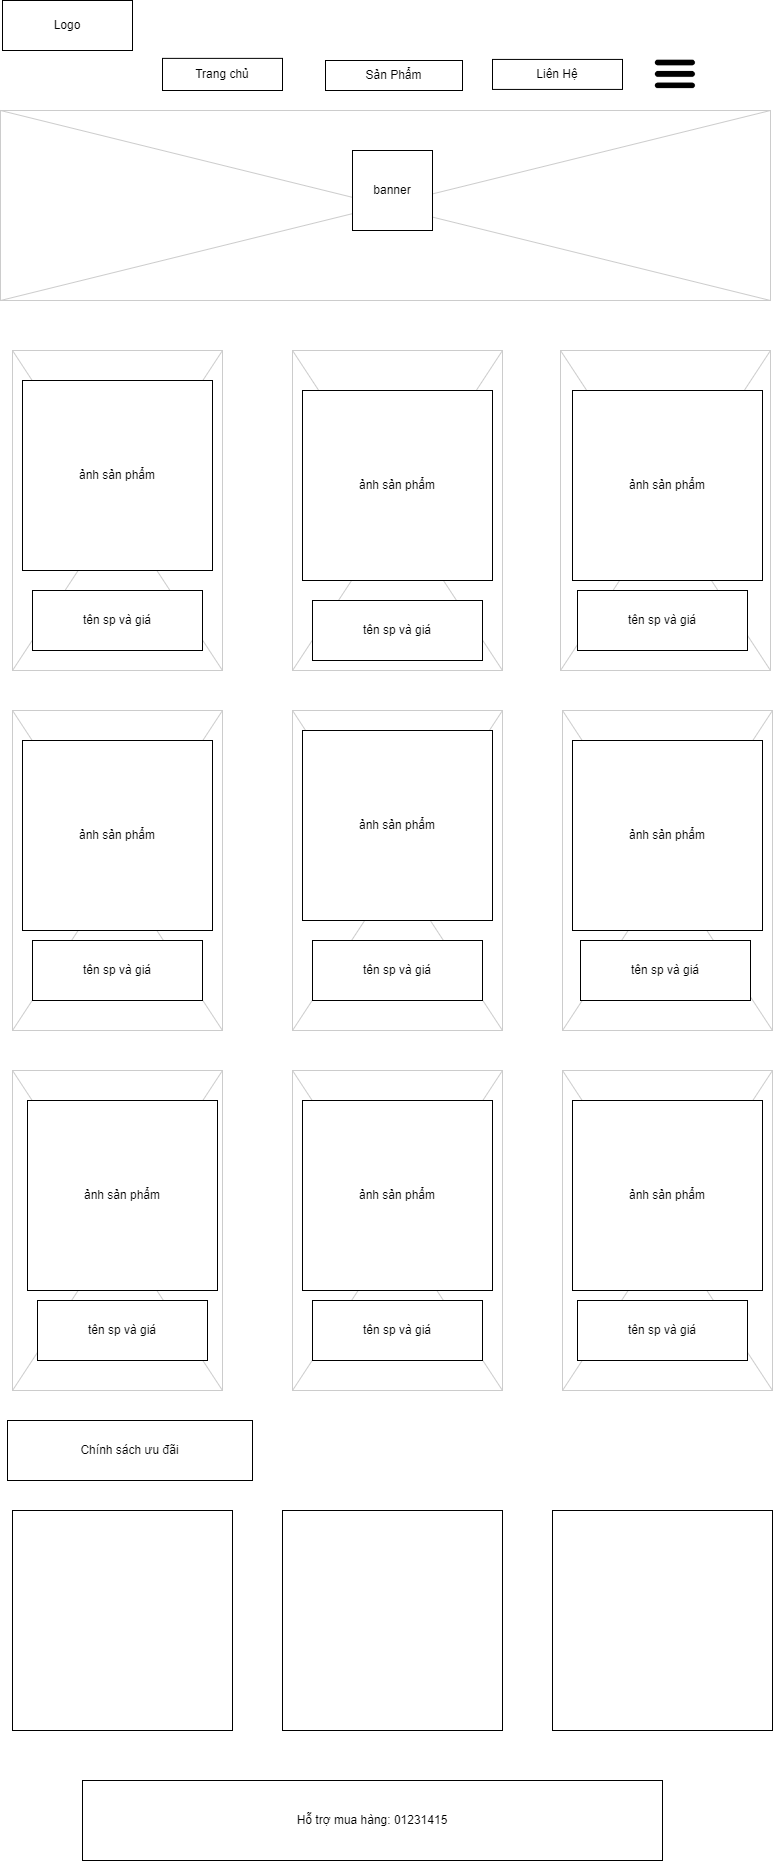 Logo
Trang chủ
Sản Phẩm
Liên Hệ
banner
ảnh sản phẩm
ảnh sản phẩm
ảnh sản phẩm
tên sp và giá
tên sp và giá
tên sp và giá
ảnh sản phẩm
ảnh sản phẩm
ảnh sản phẩm
tên sp và giá
tên sp và giá
tên sp và giá
ảnh sản phẩm
ảnh sản phẩm
ảnh sản phẩm
tên sp và giá
tên sp và giá
tên sp và giá
Chính sách ưu đãi
Hỗ trợ mua hàng: 01231415